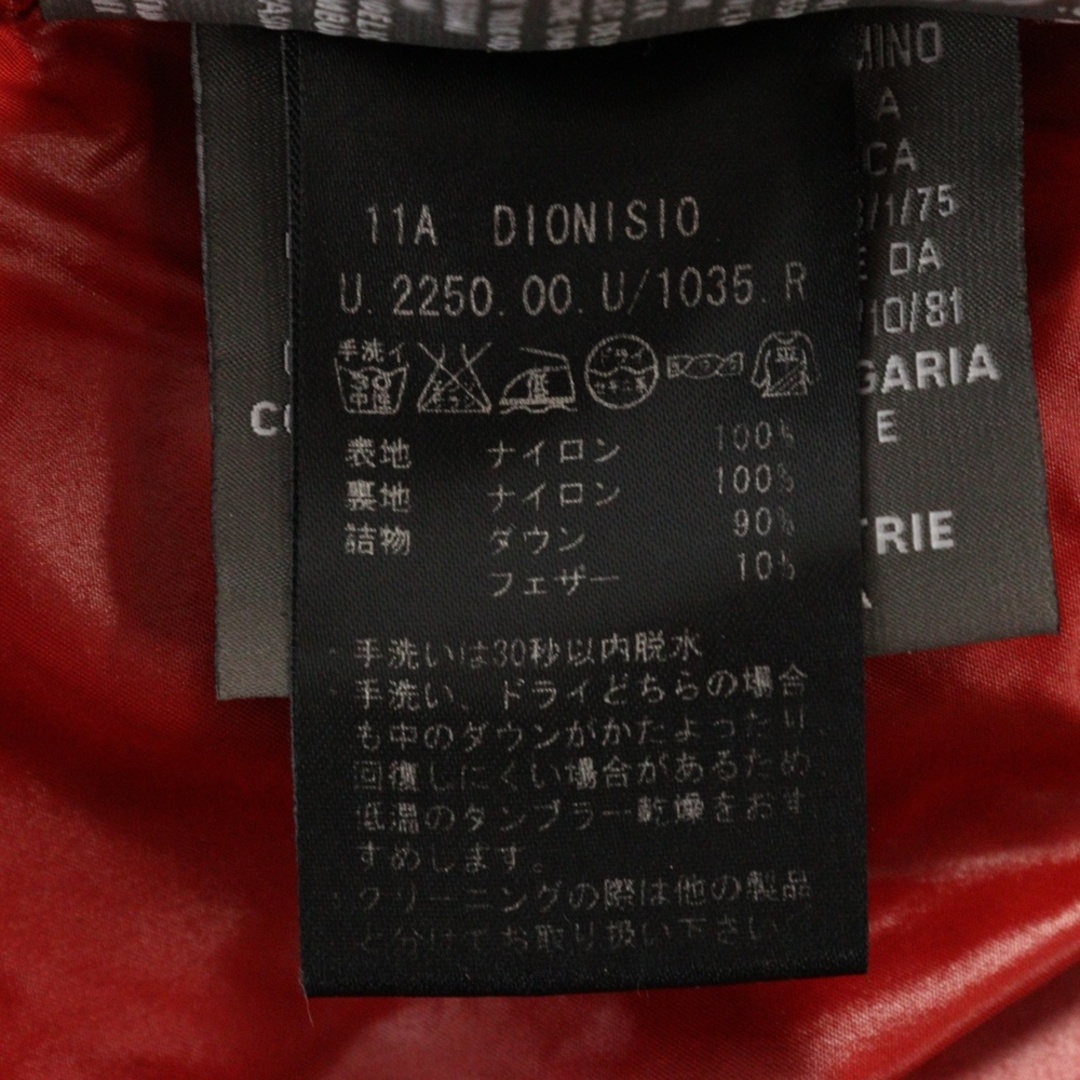 11A DIONISIO
U.2250.00.U/1035.R
手洗イ
中性
低
ドライ
平
表地 ナイロン 100%
裏地 ナイロン 100%
詰物 ダウン 90%
フェザー 10%
手洗いは30秒以内脱水
手洗い、ドライどちらの場合
も中のダウンがかたよったり
回復しにくい場合があるため
低温のタンブラー乾燥をおす
すめします。
クリーニングの際は他の製品
と分けてお取り扱い下さい
A
CA
/1/75
DA
10/81
GARIA
E
TRIE